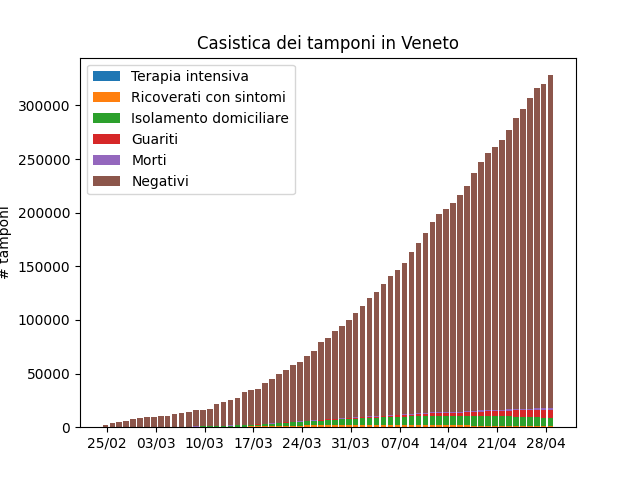 Casistica dei tamponi in Veneto
Terapia intensiva
Ricoverati con sintomi
Isolamento domiciliare
Guariti
Morti
Negativi
# tamponi
300000
250000
200000
150000
100000
50000
0
25/02 03/03 10/03 17/03 24/03 31/03 07/04 14/04 21/04 28/04